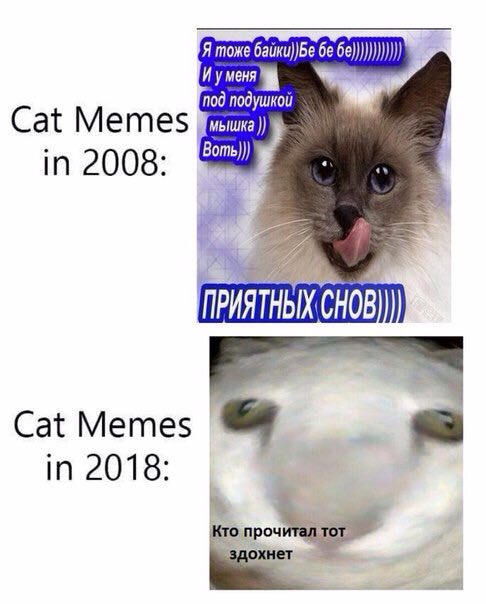 Cat Memes
in 2008:
Я тоже байки))Бе бе бе)))))))))))
И у меня
под подушкой
мышка ))
Воть)))
ПРИЯТНЫХ СНОВ))))
Cat Memes
in 2018:
Кто прочитал тот
здохнет